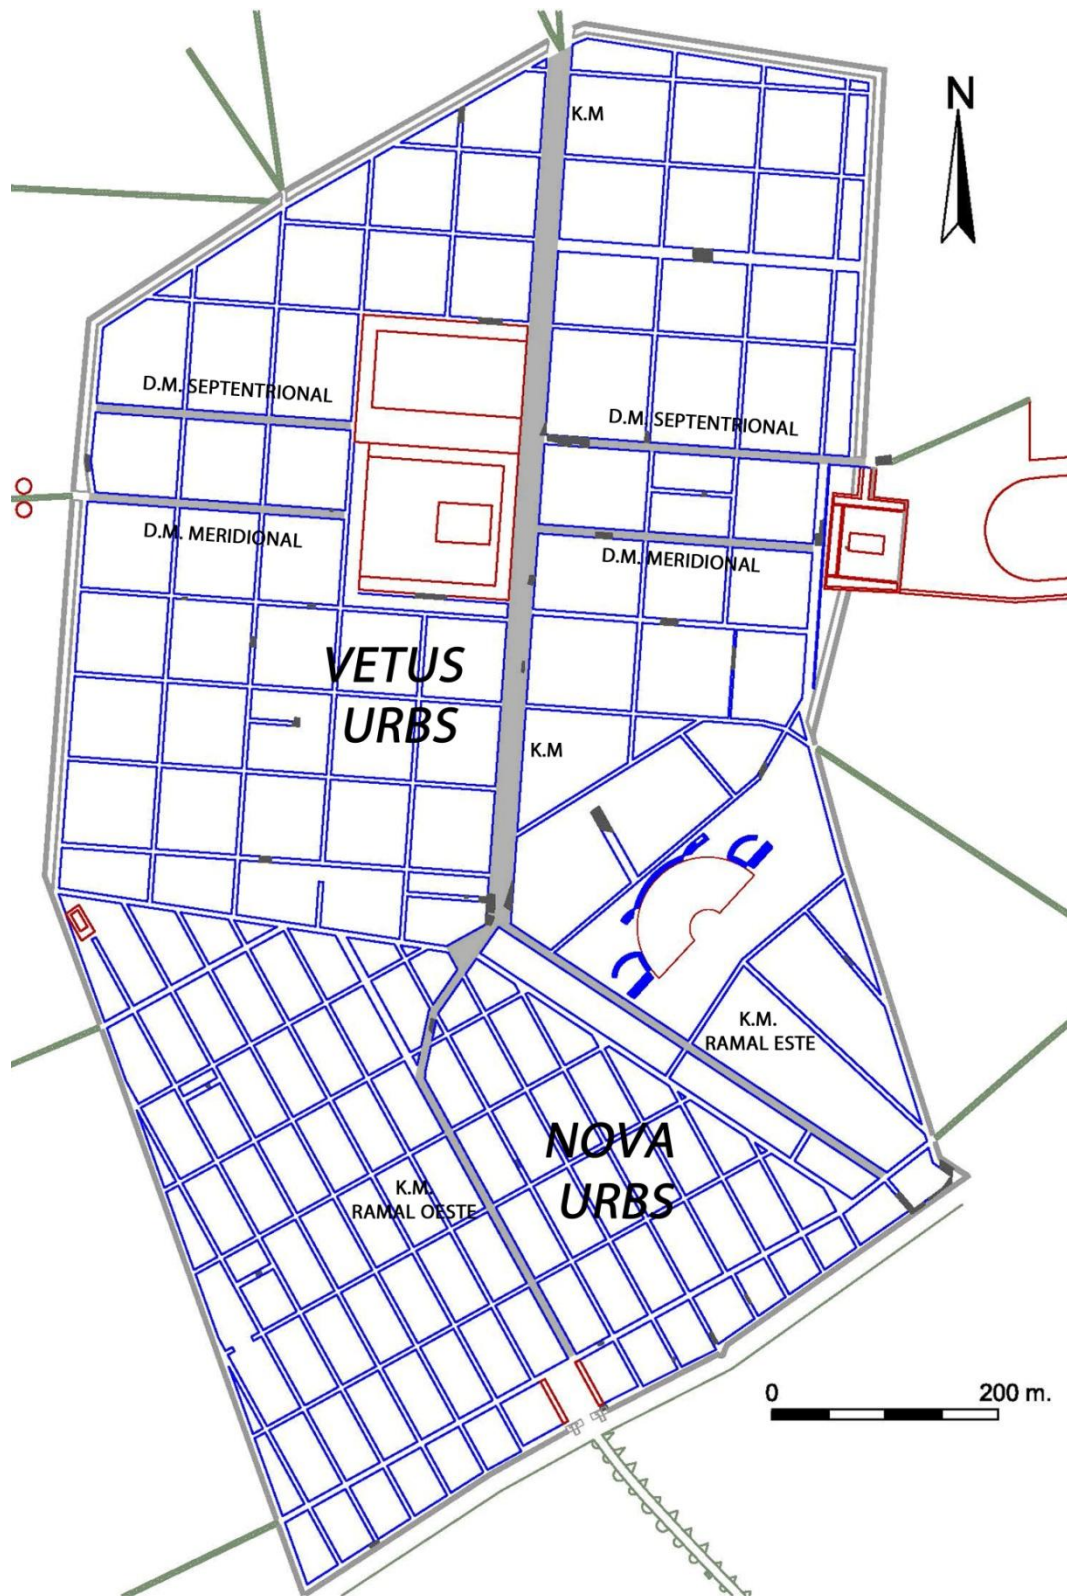 N
K.M
D.M. SEPTENTRIONAL
D.M. SEPTENTRIONAL
D.M. MERIDIONAL
D.M. MERIDIONAL
VETUS
URBS
K.M
K.M.
RAMAL ESTE
NOVA
URBS
K.M.
RAMAL OESTE
0 200 m.